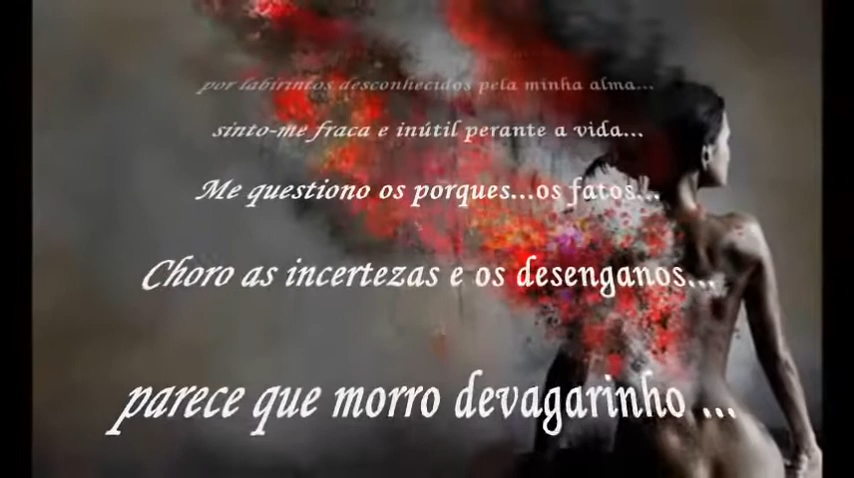 por labirintos desconhecidos pela minha alma...
sinto-me fraca e inútil perante a vida...
Me questiono os porques...os fatos...
Choro as incertezas e os desenganos...
parece que morro devagarinho ...